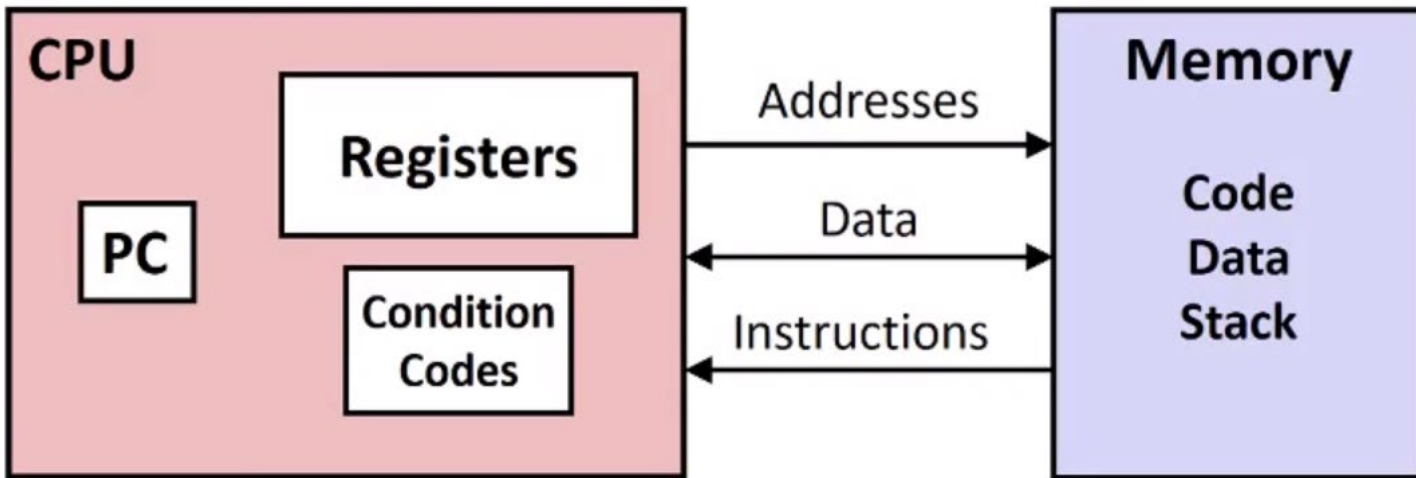 CPU
Registers
PC
Condition
Codes
Addresses
Data
Instructions
Memory
Code
Data
Stack